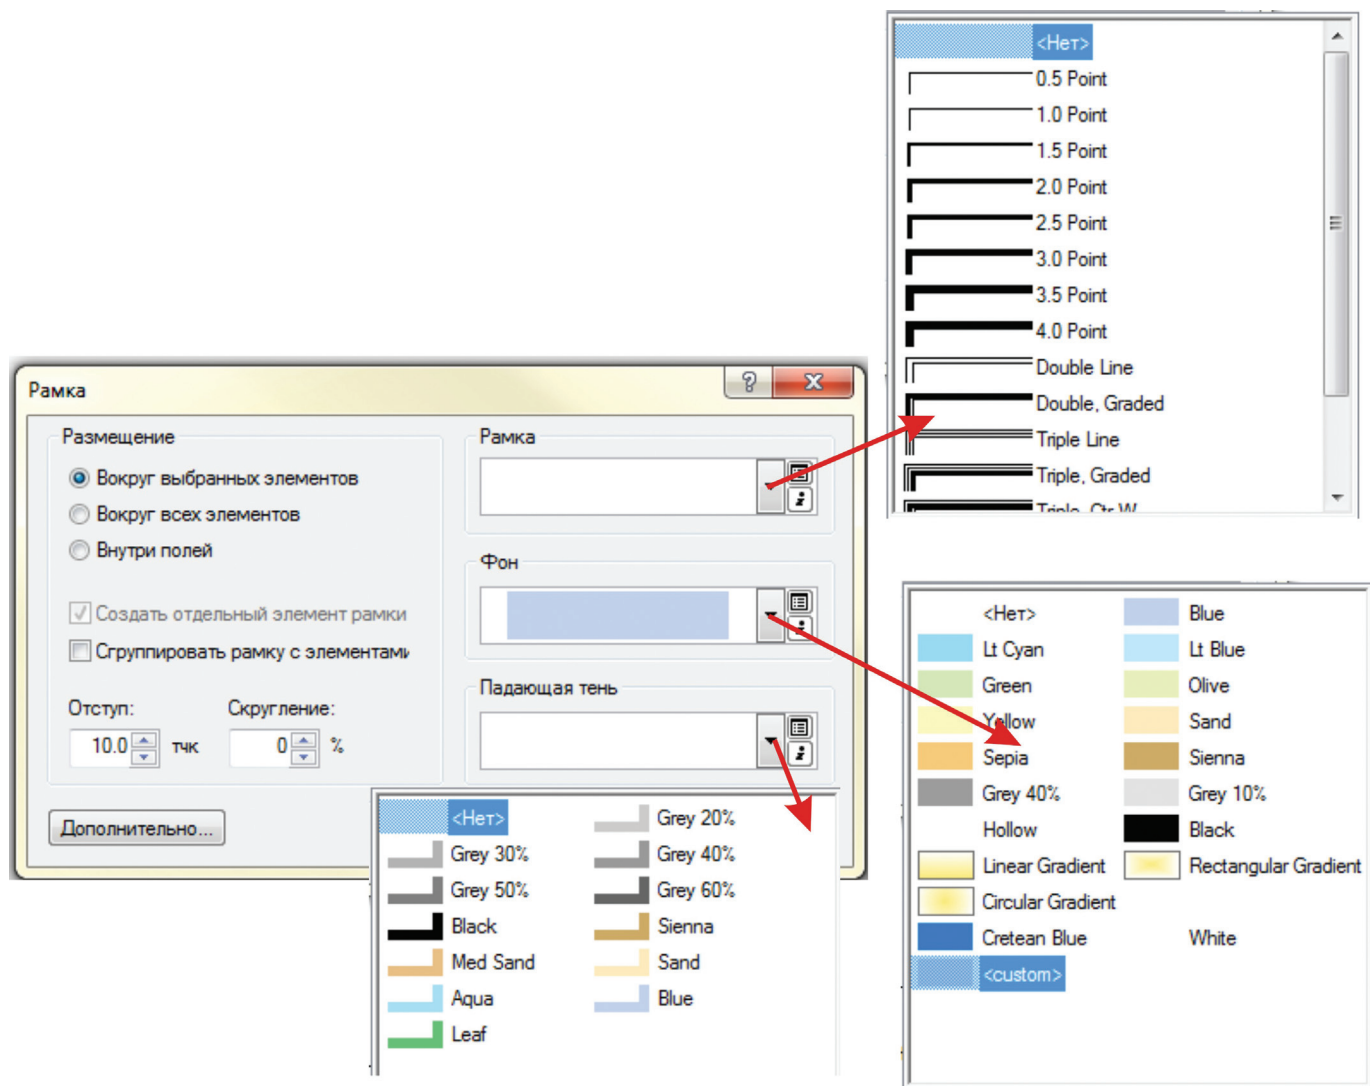 <Нет>
0.5 Point
1.0 Point
1.5 Point
2.0 Point
2.5 Point
3.0 Point
3.5 Point
4.0 Point
Double Line
Double, Graded
Triple Line
Triple, Graded
Triple, Ctr W
Рамка
Размещение
Вокруг выбранных элементов
Вокруг всех элементов
Внутри полей
Создать отдельный элемент рамки
Сгруппировать рамку с элементами
Отступ: Скругление:
10.0 тчк 0 %
Дополнительно...
Рамка
Фон
Падающая тень
<Нет> Grey 20%
Grey 30% Grey 40%
Grey 50% Grey 60%
Black Sienna
Med Sand Sand
Aqua Blue
Leaf
<Нет> Blue
Lt Cyan Lt Blue
Green Olive
Yellow Sand
Sepia Sienna
Grey 40% Grey 10%
Hollow Black
Linear Gradient Rectangular Gradient
Circular Gradient
Cretean Blue White
<custom>